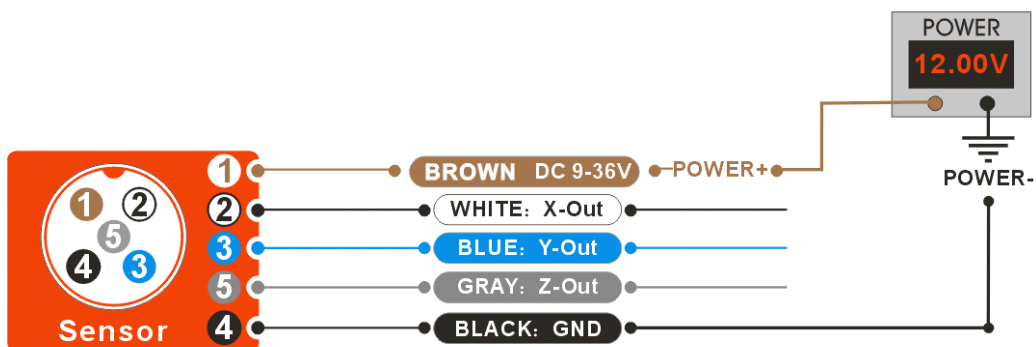 POWER
12.00V
1 BROWN DC 9-36V POWER+
POWER-
2 WHITE: X-Out
3 BLUE: Y-Out
5 GRAY: Z-Out
4 BLACK: GND
1 2
5
4 3
Sensor